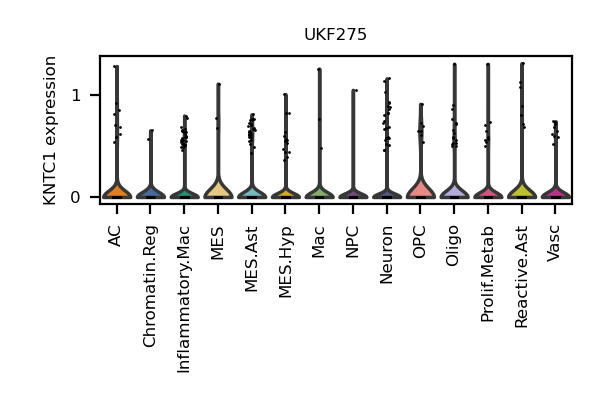 UKF275
KNTC1 expression
1
0
AC
Chromatin.Reg
Inflammatory.Mac
MES
MES.Ast
MES.Hyp
Mac
NPC
Neuron
OPC
Oligo
Prolif.Metab
Reactive.Ast
Vasc